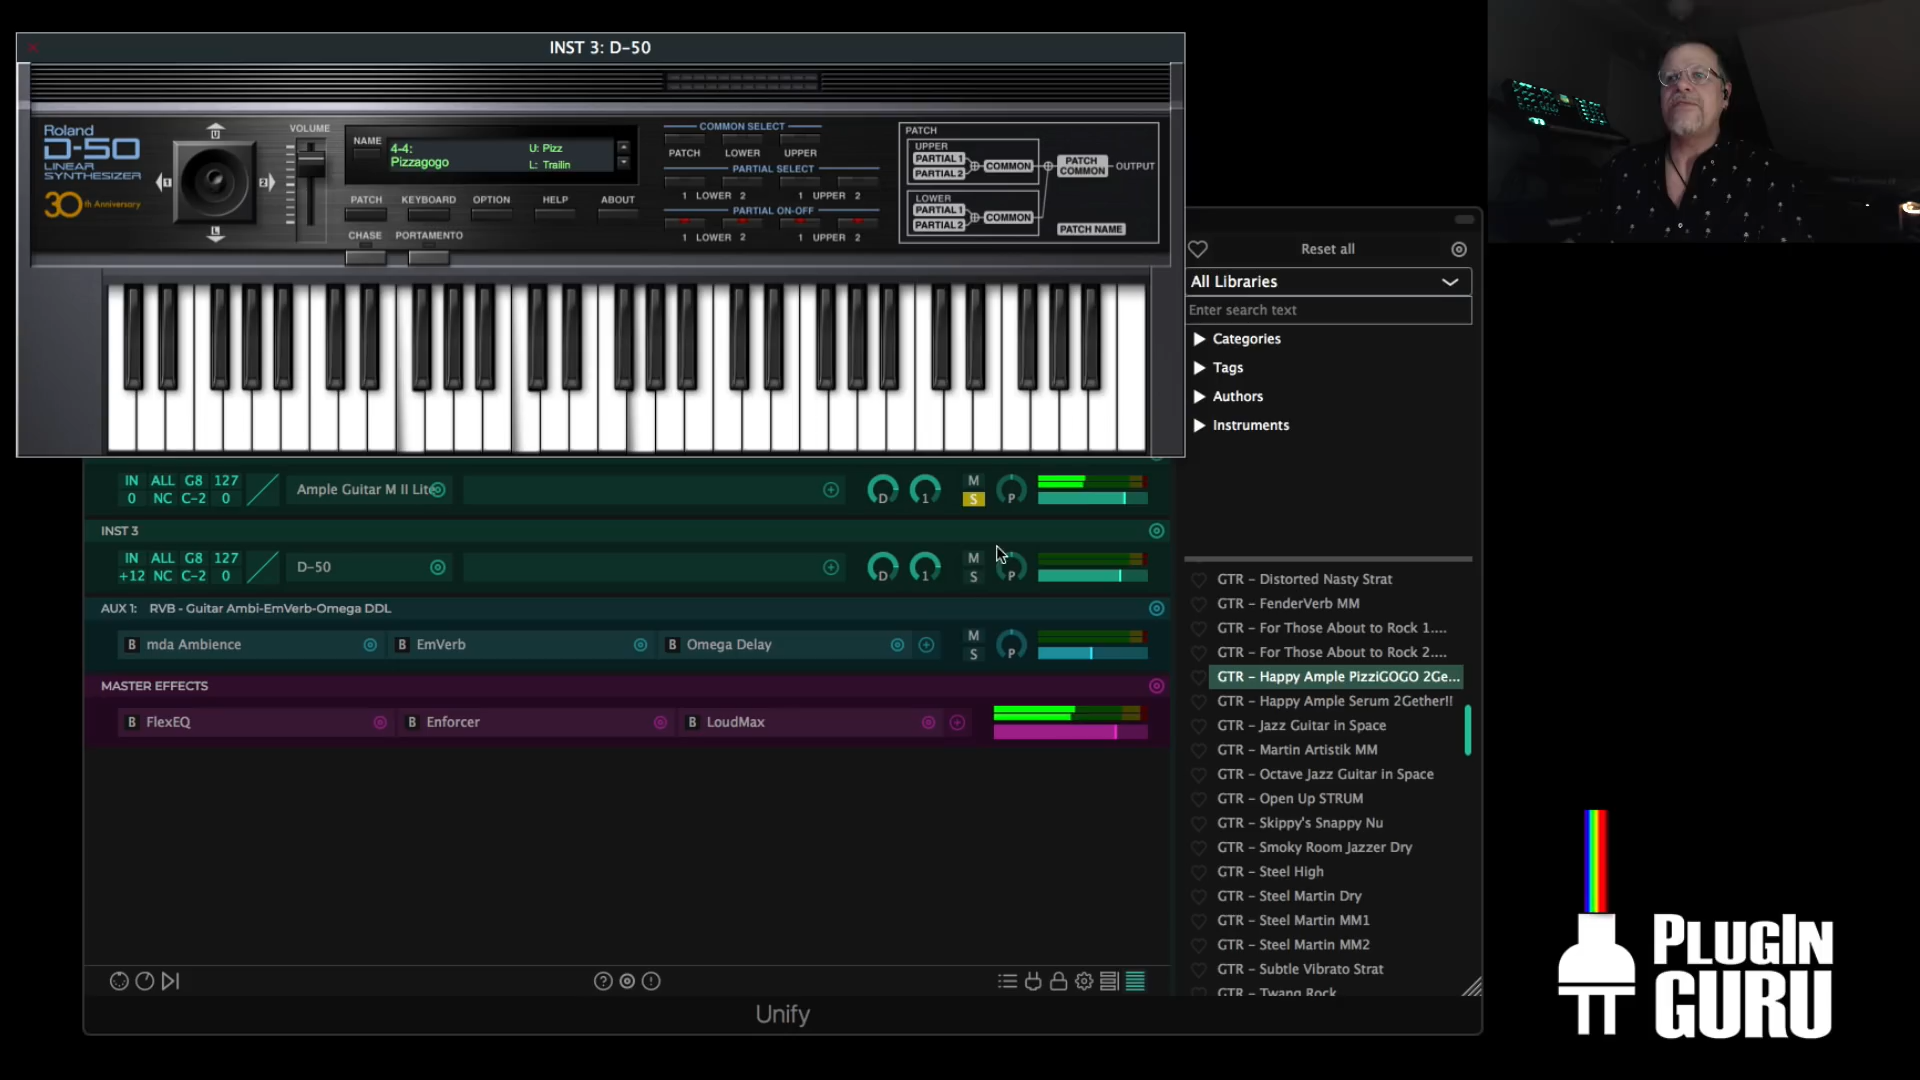 INST 3: D-50
Roland
D-50
LINEAR
SYNTHESIZER
30th Anniversary
U
1
2
L
VOLUME
NAME
4-4:
Pizzagogo
U: Pizz
L: Trailin
PATCH KEYBOARD OPTION HELP ABOUT
CHASE PORTAMENTO
COMMON SELECT
PATCH LOWER UPPER
PARTIAL SELECT
1 LOWER 2 1 UPPER 2
PARTIAL ON-OFF
1 LOWER 2 1 UPPER 2
PATCH
UPPER
PARTIAL 1
PARTIAL 2
COMMON
PATCH COMMON
OUTPUT
LOWER
PARTIAL 1
PARTIAL 2
COMMON
PATCH NAME
Reset all
All Libraries
Enter search text
Categories
Tags
Authors
Instruments
IN ALL G8 127
0 NC C-2 0
Ample Guitar M II Lite
D 1 M S P
INST 3
IN ALL G8 127
+12 NC C-2 0
D-50
D 1 M S P
AUX 1: RVB - Guitar Ambi-EmVerb-Omega DDL
B mda Ambience B EmVerb B Omega Delay M S P
MASTER EFFECTS
B FlexEQ B Enforcer B LoudMax
GTR - Distorted Nasty Strat
GTR - FenderVerb MM
GTR - For Those About to Rock 1....
GTR - For Those About to Rock 2....
GTR - Happy Ample PizziGOGO 2Ge...
GTR - Happy Ample Serum 2Gether!!
GTR - Jazz Guitar in Space
GTR - Martin Artistik MM
GTR - Octave Jazz Guitar in Space
GTR - Open Up STRUM
GTR - Skippy's Snappy Nu
GTR - Smoky Room Jazzer Dry
GTR - Steel High
GTR - Steel Martin Dry
GTR - Steel Martin MM1
GTR - Steel Martin MM2
GTR - Subtle Vibrato Strat
GTR - Twang Rock
Unify
PLUGIN
GURU